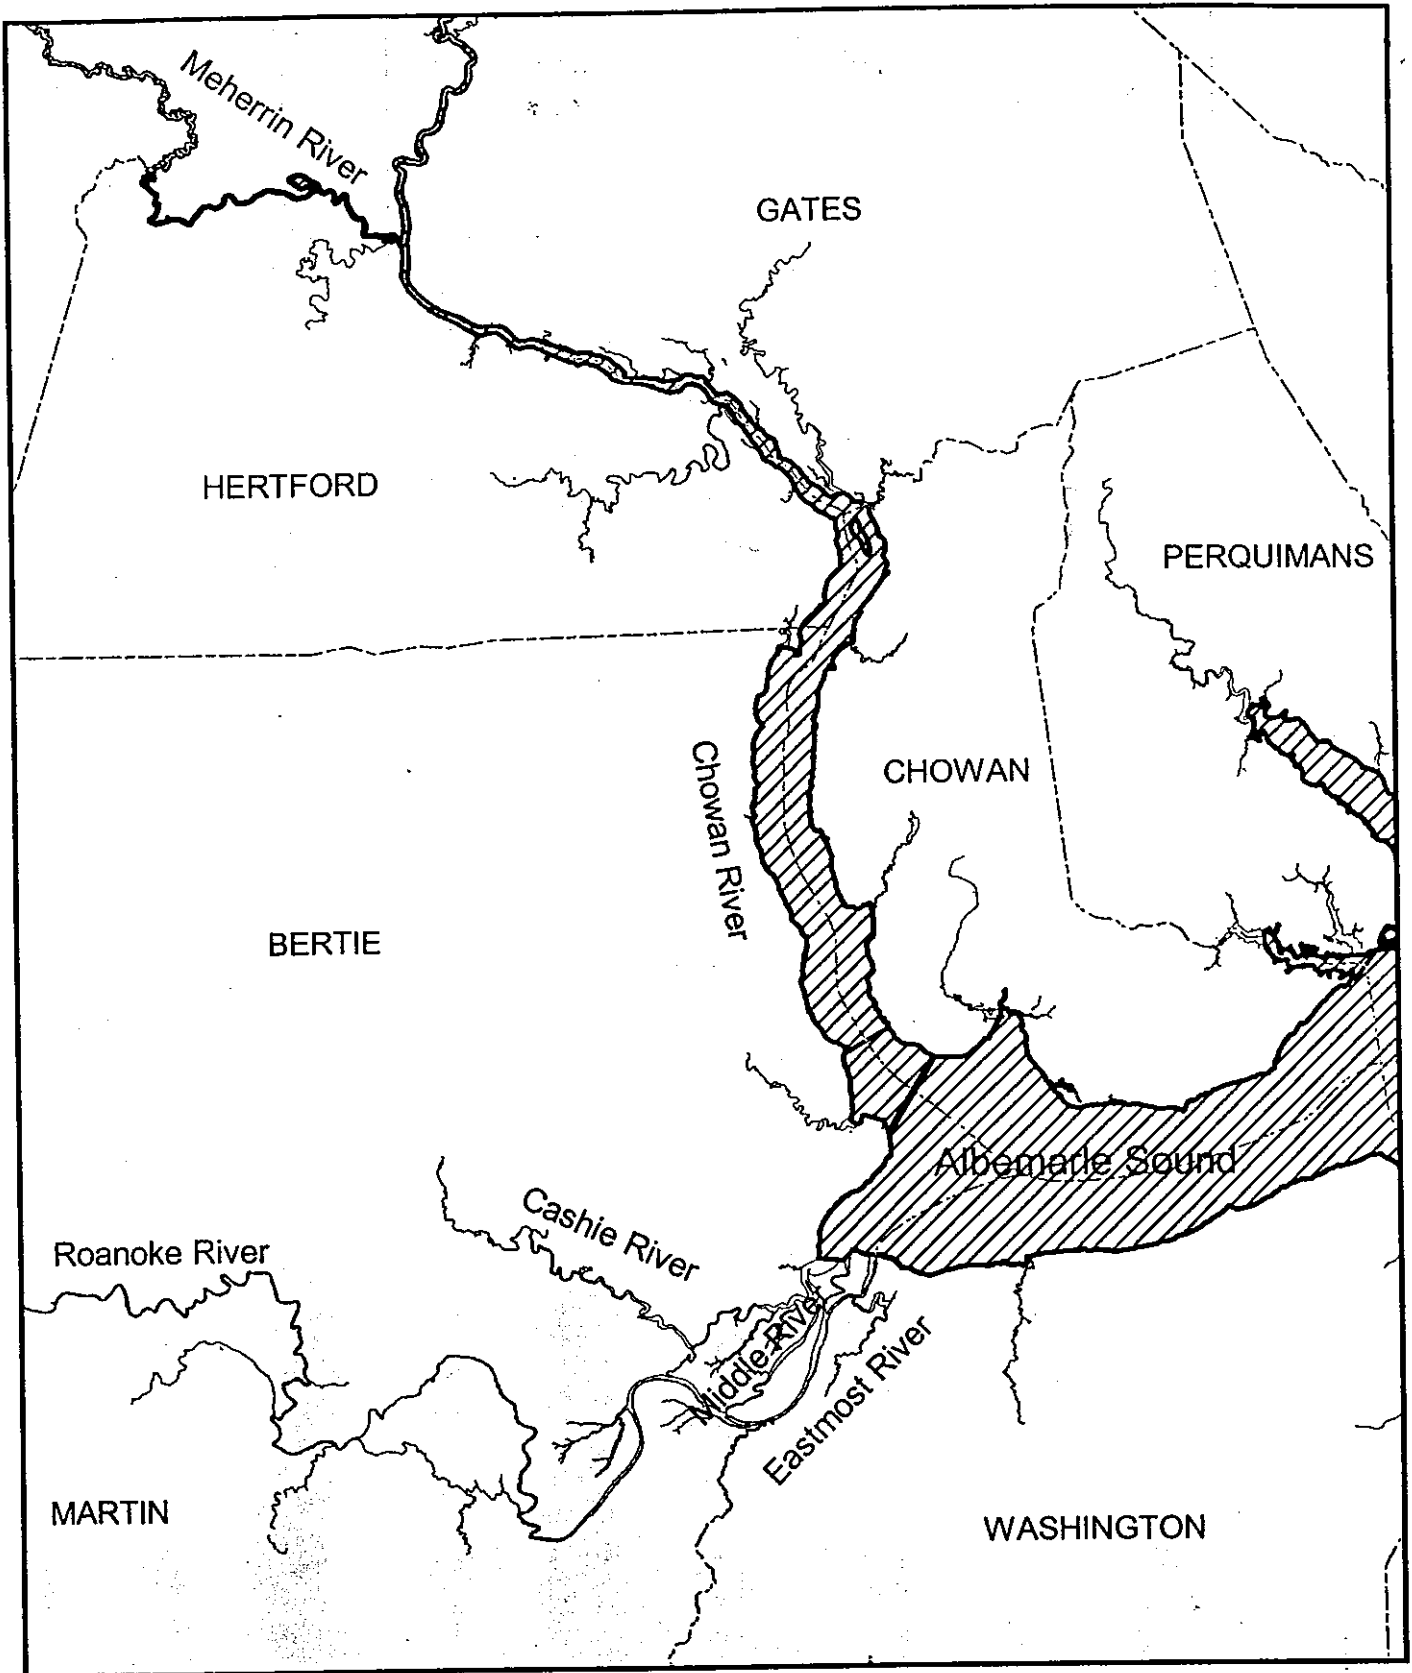 Meherrin River
GATES
HERTFORD
PERQUIMANS
Chowan River
CHOWAN
BERTIE
Albemarle Sound
Cashie River
Roanoke River
Middle River
Eastmost River
MARTIN
WASHINGTON